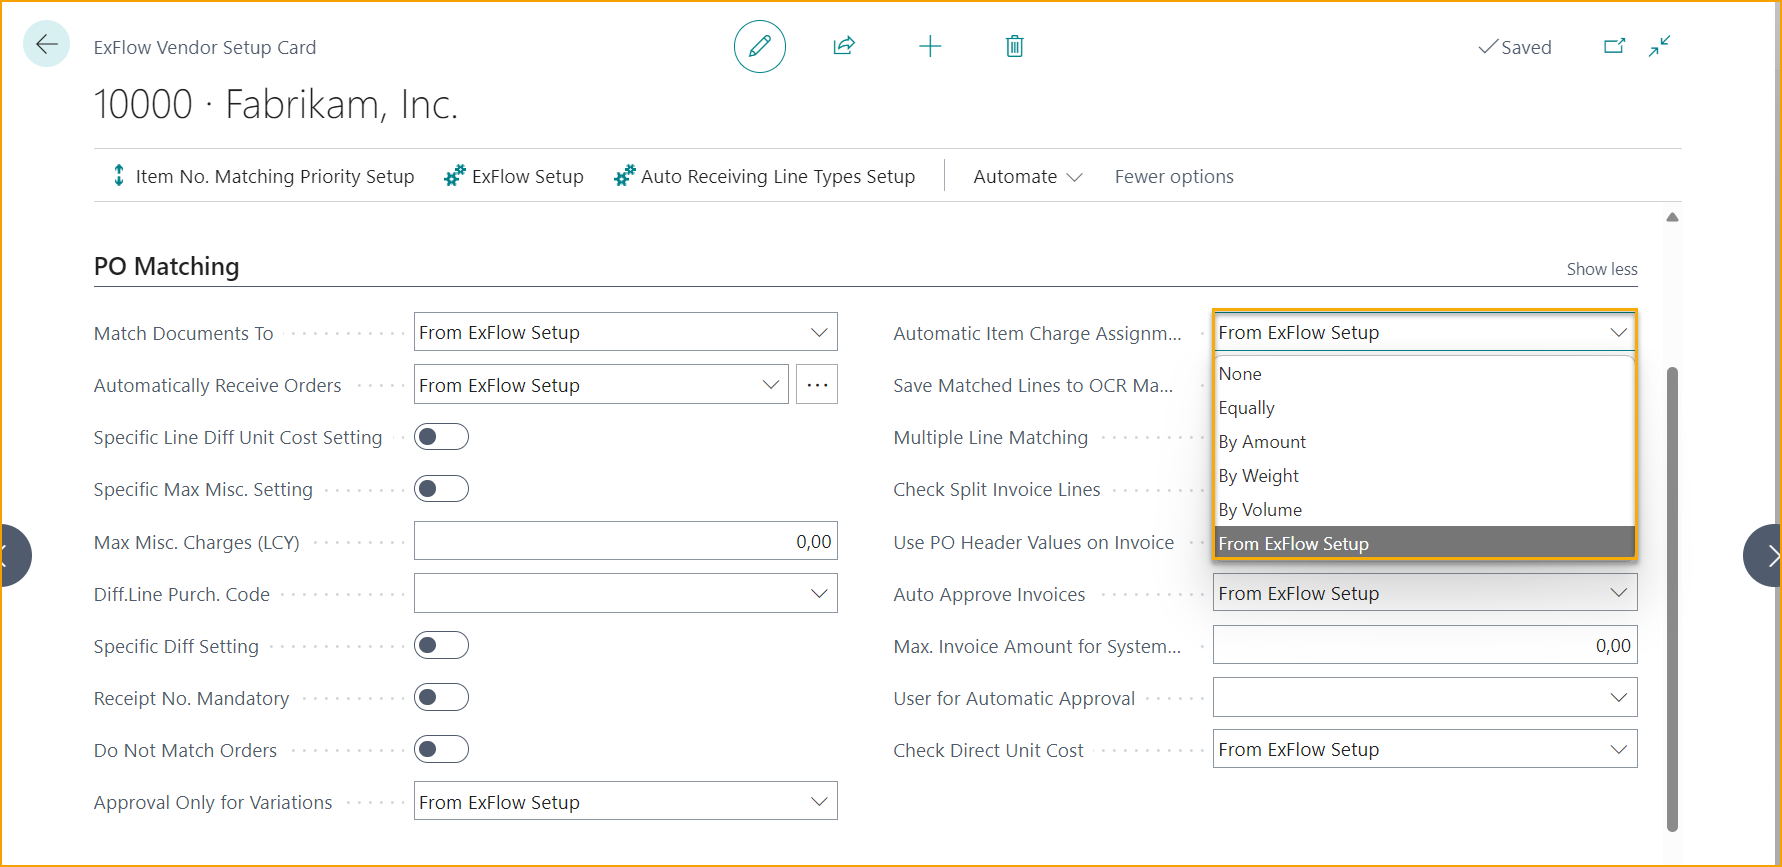 ExFlow Vendor Setup Card
Saved
10000 · Fabrikam, Inc.
Item No. Matching Priority Setup
ExFlow Setup
Auto Receiving Line Types Setup
Automate
Fewer options
PO Matching
Show less
Match Documents To
From ExFlow Setup
Automatically Receive Orders
From ExFlow Setup
...
Specific Line Diff Unit Cost Setting
Specific Max Misc. Setting
Max Misc. Charges (LCY)
0,00
Diff.Line Purch. Code
Specific Diff Setting
Receipt No. Mandatory
Do Not Match Orders
Approval Only for Variations
From ExFlow Setup
Automatic Item Charge Assignm...
From ExFlow Setup
None
Equally
By Amount
By Weight
By Volume
From ExFlow Setup
Save Matched Lines to OCR Ma...
Multiple Line Matching
Check Split Invoice Lines
Use PO Header Values on Invoice
Auto Approve Invoices
From ExFlow Setup
Max. Invoice Amount for System...
0,00
User for Automatic Approval
Check Direct Unit Cost
From ExFlow Setup